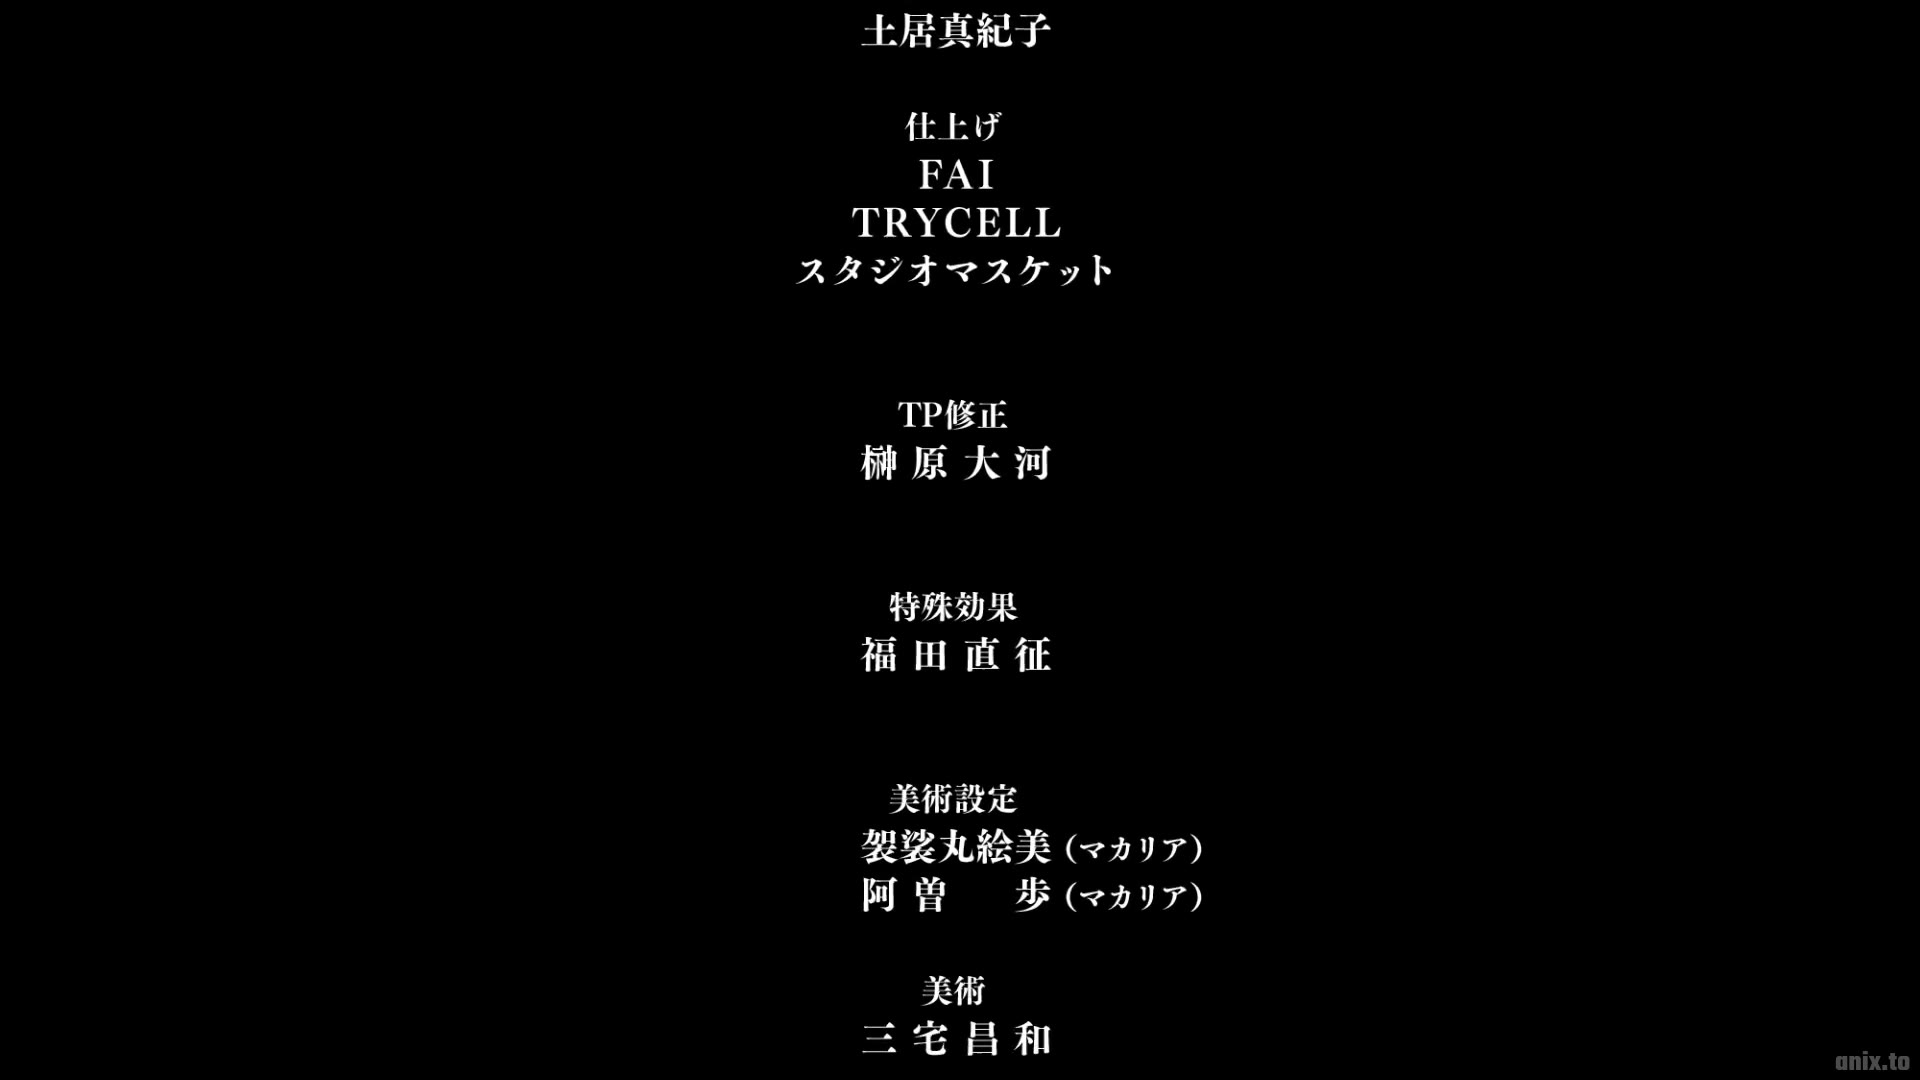 土居真紀子
仕上げ
FAI
TRYCELL
スタジオマスケット
TP修正
榊原大河
特殊効果
福田直征
美術設定
袈裟丸絵美（マカリア）
阿曽 歩（マカリア）
美術
三宅昌和
anix.to